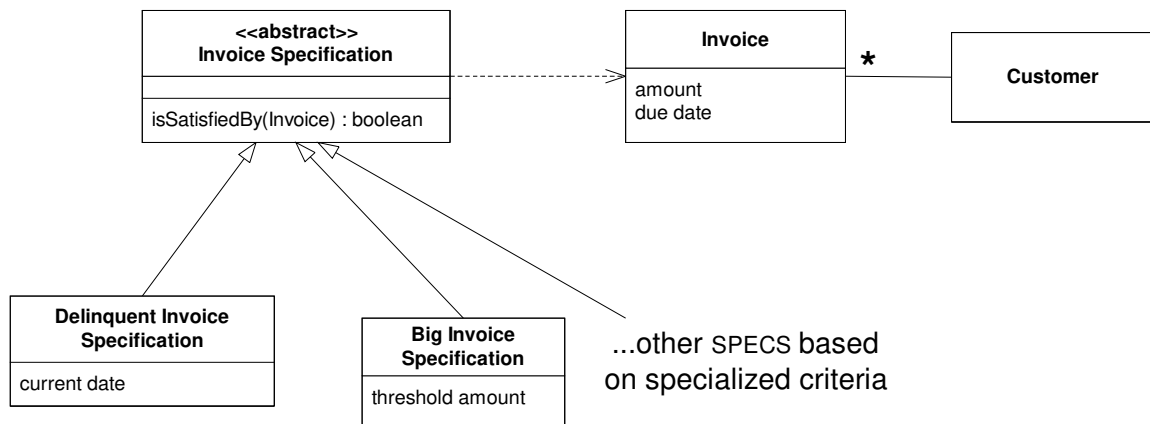 <<abstract>>
Invoice Specification
isSatisfiedBy(Invoice) : boolean
Invoice
amount
due date
*
Customer
Delinquent Invoice
Specification
current date
Big Invoice
Specification
threshold amount
...other SPECS based
on specialized criteria